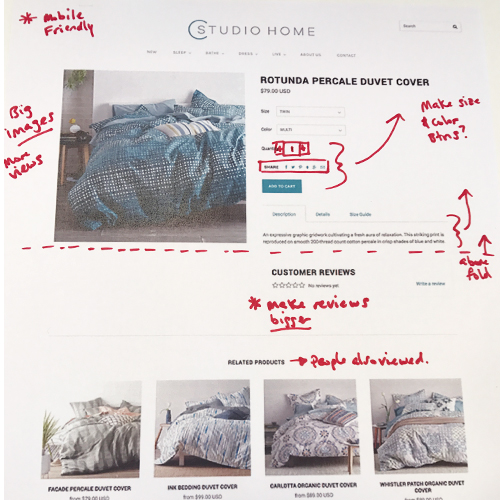 * mobile
Friendly
STUDIO HOME
Search
NEW SLEEP BATHE DRESS LIVE ABOUT US CONTACT
ROTUNDA PERCALE DUVET COVER
$79.00 USD
Size TWIN
Color MULTI
Quantity 1
SHARE
ADD TO CART
Big
images
more
views
Make size
& Color
Btns?
Description Details Size Guide
An expressive graphic gridwork cultivating a fresh aura of relaxation. This striking print is
reproduced on smooth 200 thread count cotton percale in crisp shades of blue and white
above
fold
CUSTOMER REVIEWS
No reviews yet
Write a review
* make reviews
bigger
RELATED PRODUCTS → People also viewed.
FACADE PERCALE DUVET COVER
from $79.00 USD
INK BEDDING DUVET COVER
from $99.00 USD
CARLOTTA ORGANIC DUVET COVER
from $89.00 USD
WHISTLER PATCH ORGANIC DUVET
COVER
from $89.00 USD